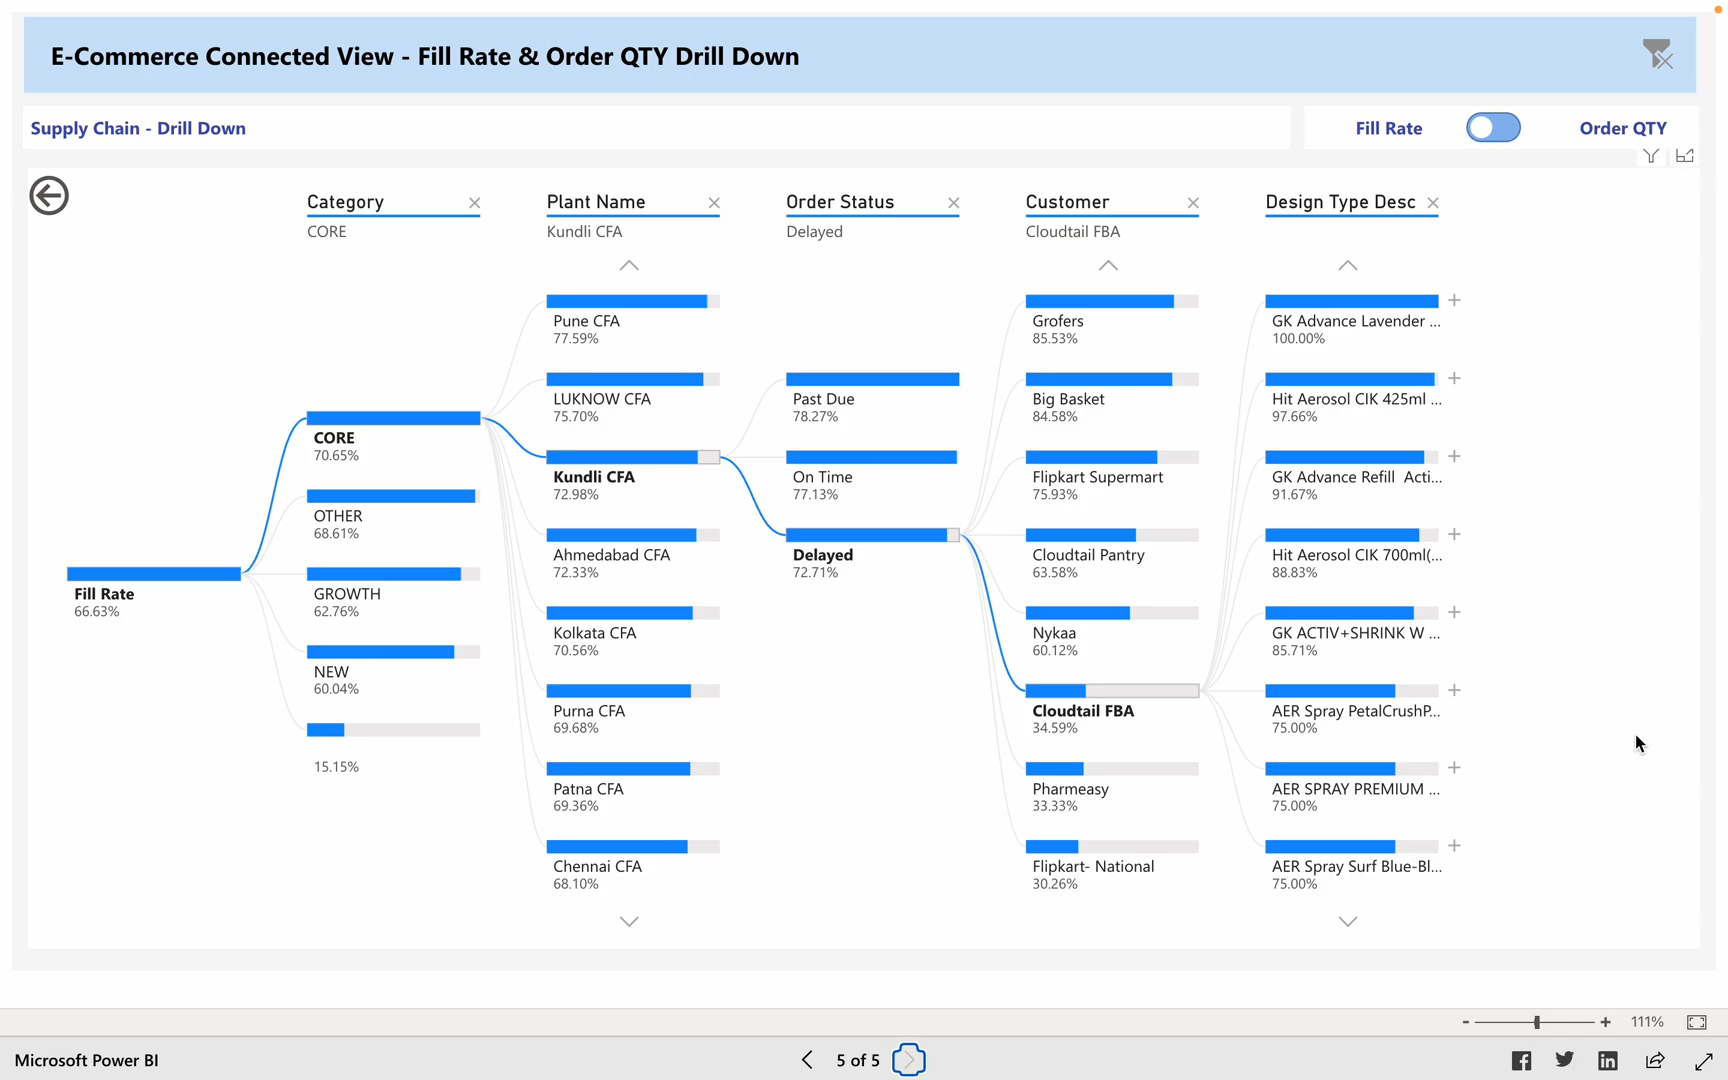 E-Commerce Connected View - Fill Rate & Order QTY Drill Down
Supply Chain - Drill Down
Fill Rate
Order QTY
Category
CORE
Plant Name
Kundli CFA
Order Status
Delayed
Customer
Cloudtail FBA
Design Type Desc
Fill Rate
66.63%
CORE
70.65%
OTHER
68.61%
GROWTH
62.76%
NEW
60.04%
15.15%
Pune CFA
77.59%
LUKNOW CFA
75.70%
Kundli CFA
72.98%
Ahmedabad CFA
72.33%
Kolkata CFA
70.56%
Purna CFA
69.68%
Patna CFA
69.36%
Chennai CFA
68.10%
Past Due
78.27%
On Time
77.13%
Delayed
72.71%
Grofers
85.53%
Big Basket
84.58%
Flipkart Supermart
75.93%
Cloudtail Pantry
63.58%
Nykaa
60.12%
Cloudtail FBA
34.59%
Pharmeasy
33.33%
Flipkart- National
30.26%
GK Advance Lavender ...
100.00%
Hit Aerosol CIK 425ml ...
97.66%
GK Advance Refill  Acti...
91.67%
Hit Aerosol CIK 700ml(...
88.83%
GK ACTIV+SHRINK W ...
85.71%
AER Spray PetalCrushP...
75.00%
AER SPRAY PREMIUM ...
75.00%
AER Spray Surf Blue-Bl...
75.00%
- + 111%
Microsoft Power BI
5 of 5